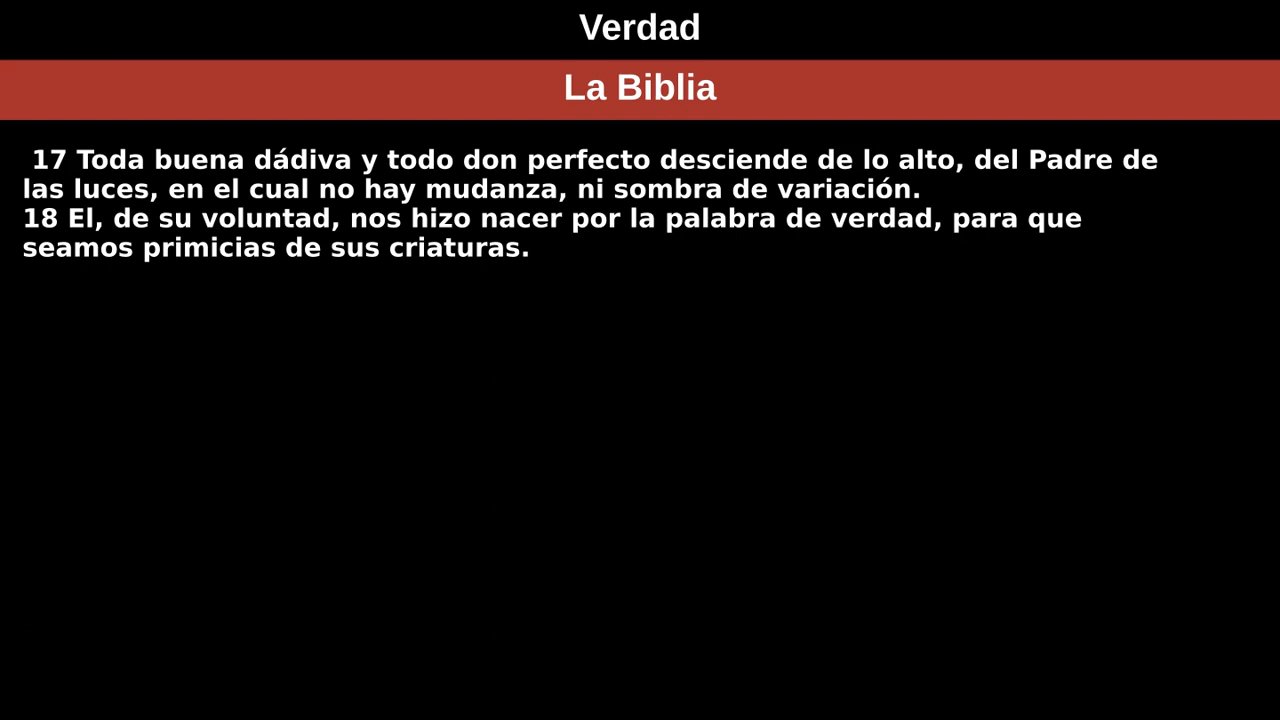 Verdad
La Biblia
17 Toda buena dádiva y todo don perfecto desciende de lo alto, del Padre de
las luces, en el cual no hay mudanza, ni sombra de variación.
18 El, de su voluntad, nos hizo nacer por la palabra de verdad, para que
seamos primicias de sus criaturas.